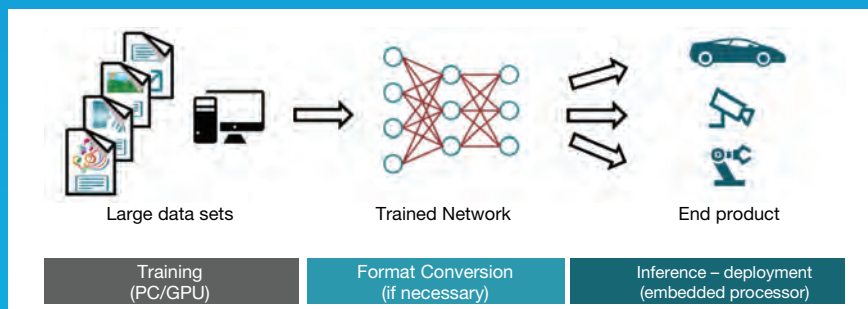 Large data sets
Trained Network
End product
Training
(PC/GPU)
Format Conversion
(if necessary)
Inference – deployment
(embedded processor)